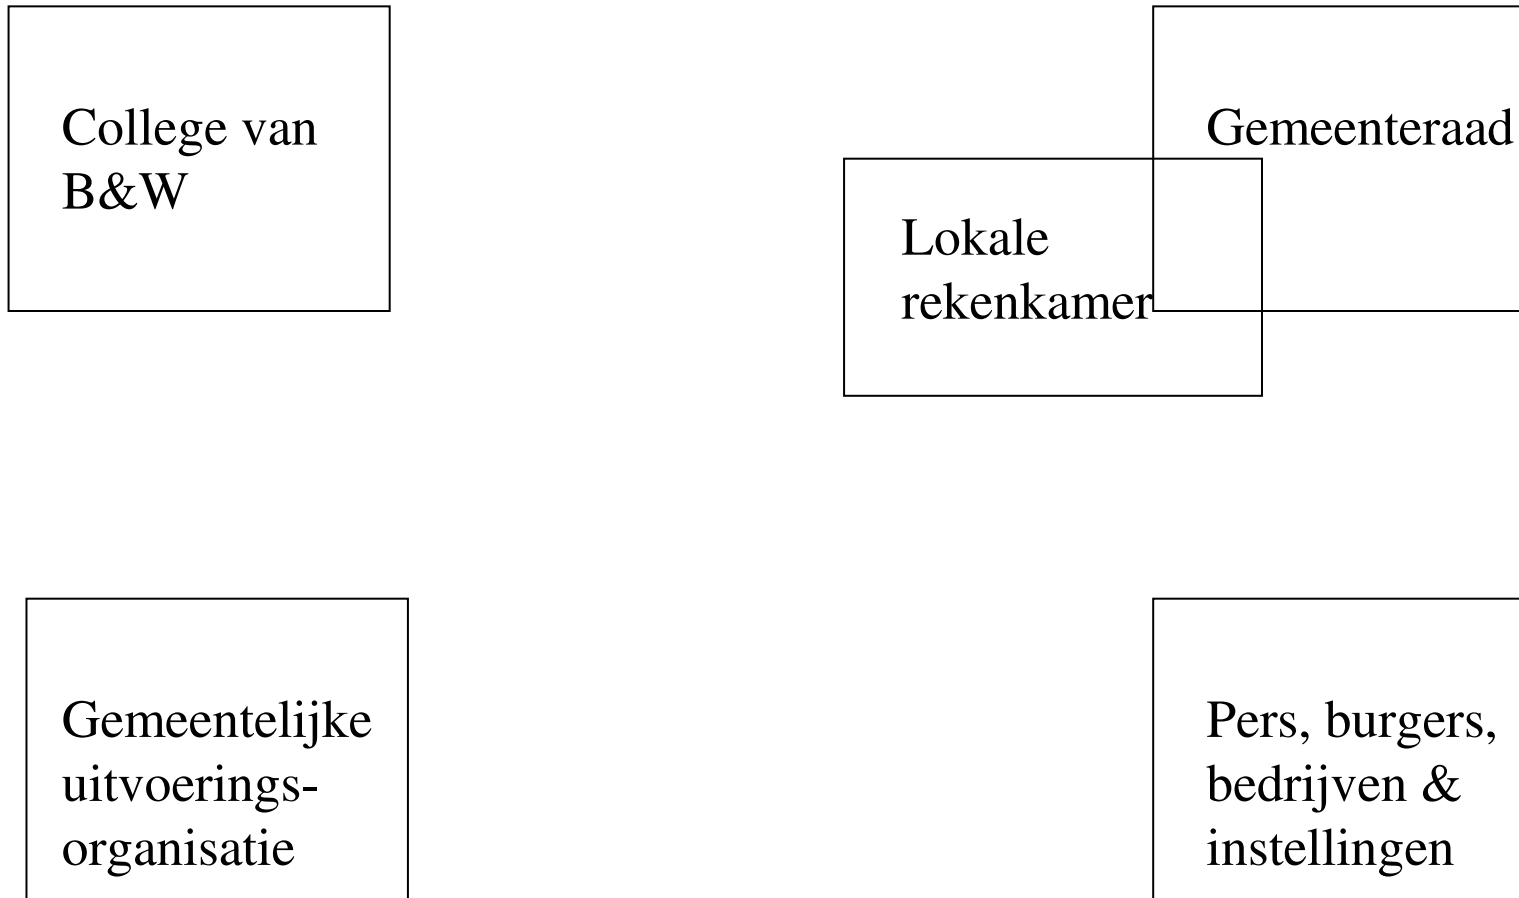 College van
B&W
Gemeenteraad
Lokale
rekenkamer
Gemeentelijke
uitvoerings-
organisatie
Pers, burgers,
bedrijven &
instellingen